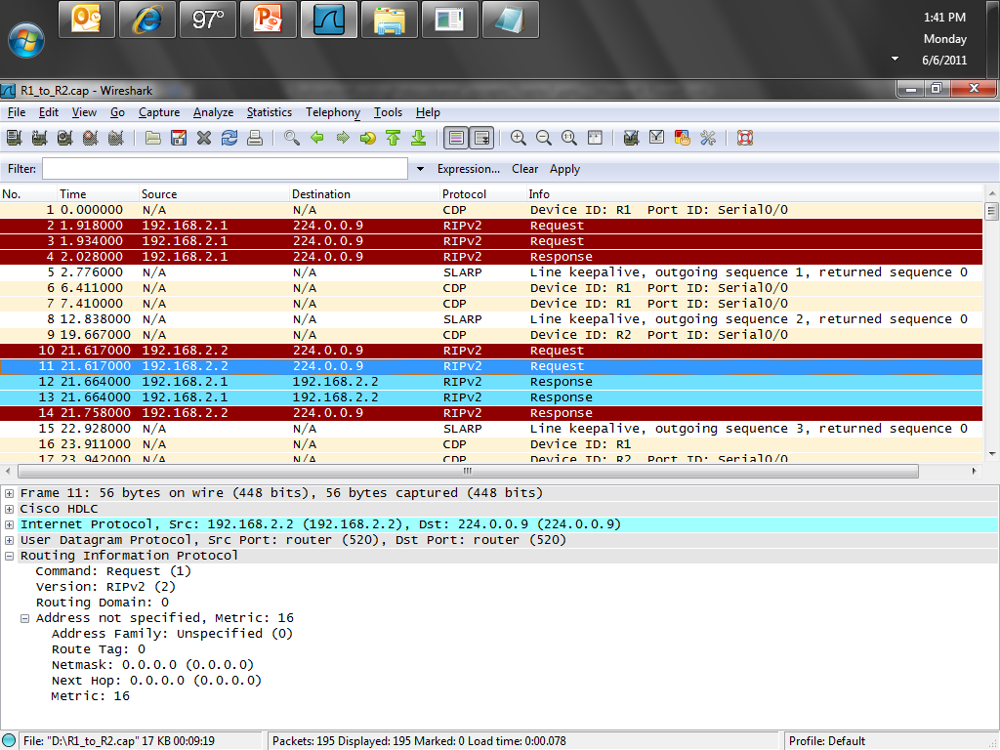 97°
1:41 PM
Monday
6/6/2011
R1_to_R2.cap - Wireshark
File Edit View Go Capture Analyze Statistics Telephony Tools Help
Filter: Expression... Clear Apply
No. Time Source Destination Protocol Info
1 0.000000 N/A N/A CDP Device ID: R1 Port ID: Serial0/0
2 1.918000 192.168.2.1 224.0.0.9 RIPv2 Request
3 1.934000 192.168.2.1 224.0.0.9 RIPv2 Request
4 2.028000 192.168.2.1 224.0.0.9 RIPv2 Response
5 2.776000 N/A N/A SLARP Line keepalive, outgoing sequence 1, returned sequence 0
6 6.411000 N/A N/A CDP Device ID: R1 Port ID: Serial0/0
7 7.410000 N/A N/A CDP Device ID: R1 Port ID: Serial0/0
8 12.838000 N/A N/A SLARP Line keepalive, outgoing sequence 2, returned sequence 0
9 19.667000 N/A N/A CDP Device ID: R2 Port ID: Serial0/0
10 21.617000 192.168.2.2 224.0.0.9 RIPv2 Request
11 21.617000 192.168.2.2 224.0.0.9 RIPv2 Request
12 21.664000 192.168.2.1 192.168.2.2 RIPv2 Response
13 21.664000 192.168.2.1 192.168.2.2 RIPv2 Response
14 21.758000 192.168.2.2 224.0.0.9 RIPv2 Response
15 22.928000 N/A N/A SLARP Line keepalive, outgoing sequence 3, returned sequence 0
16 23.911000 N/A N/A CDP Device ID: R1
17 23.942000 N/A N/A CDP Device ID: R2 Port ID: Serial0/0
Frame 11: 56 bytes on wire (448 bits), 56 bytes captured (448 bits)
Cisco HDLC
Internet Protocol, Src: 192.168.2.2 (192.168.2.2), Dst: 224.0.0.9 (224.0.0.9)
User Datagram Protocol, Src Port: router (520), Dst Port: router (520)
Routing Information Protocol
Command: Request (1)
Version: RIPv2 (2)
Routing Domain: 0
Address not specified, Metric: 16
Address Family: Unspecified (0)
Route Tag: 0
Netmask: 0.0.0.0 (0.0.0.0)
Next Hop: 0.0.0.0 (0.0.0.0)
Metric: 16
File: "D:\R1_to_R2.cap" 17 KB 00:09:19 Packets: 195 Displayed: 195 Marked: 0 Load time: 0:00.078 Profile: Default